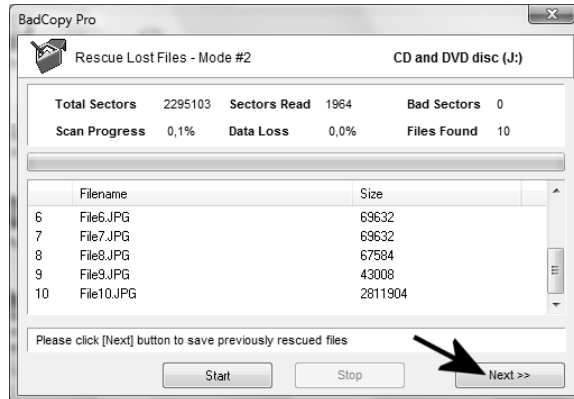 BadCopy Pro
Rescue Lost Files - Mode #2 CD and DVD disc (J:)
Total Sectors 2295103 Sectors Read 1964 Bad Sectors 0
Scan Progress 0,1% Data Loss 0,0% Files Found 10
Filename Size
6 File6.JPG 69632
7 File7.JPG 69632
8 File8.JPG 67584
9 File9.JPG 43008
10 File10.JPG 2811904
Please click [Next] button to save previously rescued files
Start Stop Next >>